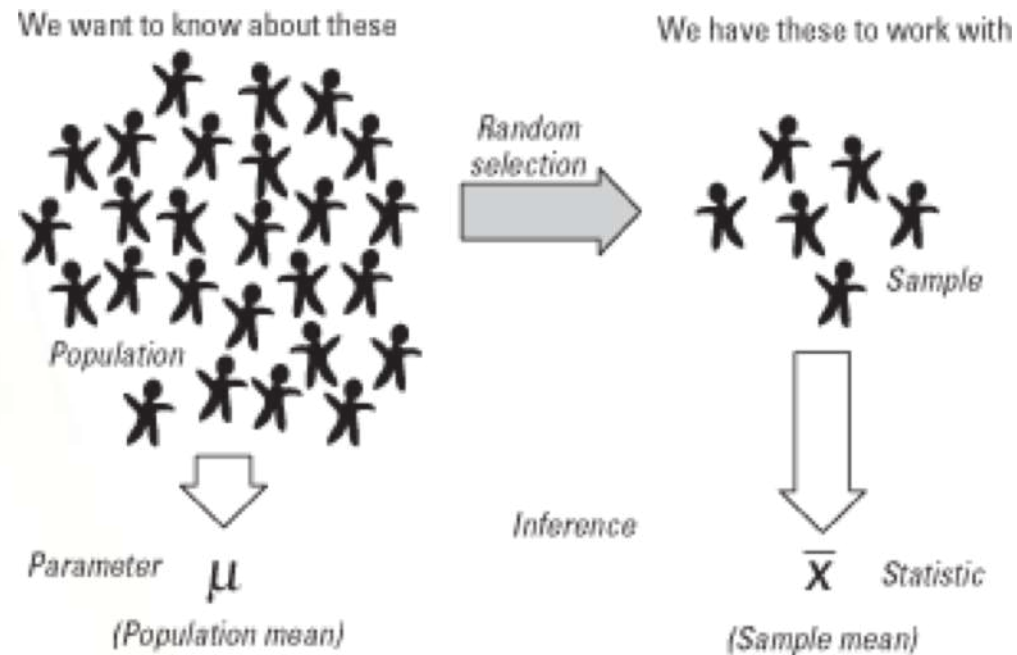 We want to know about these
We have these to work with
Random
selection
Sample
Population
Inference
Parameter μ
x̄ Statistic
(Population mean)
(Sample mean)